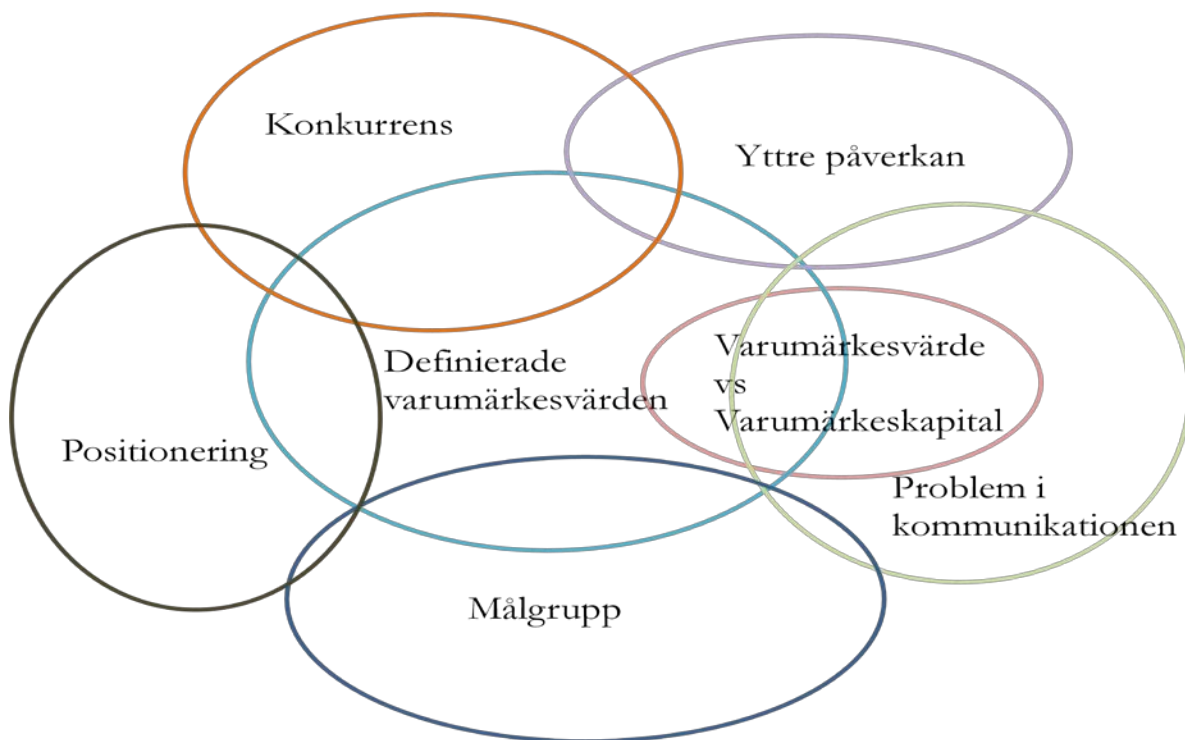 Konkurrens
Yttre påverkan
Definierade
varumärkesvärden
Varumärkesvärde
vs
Varumärkeskapital
Positionering
Problem i
kommunikationen
Målgrupp